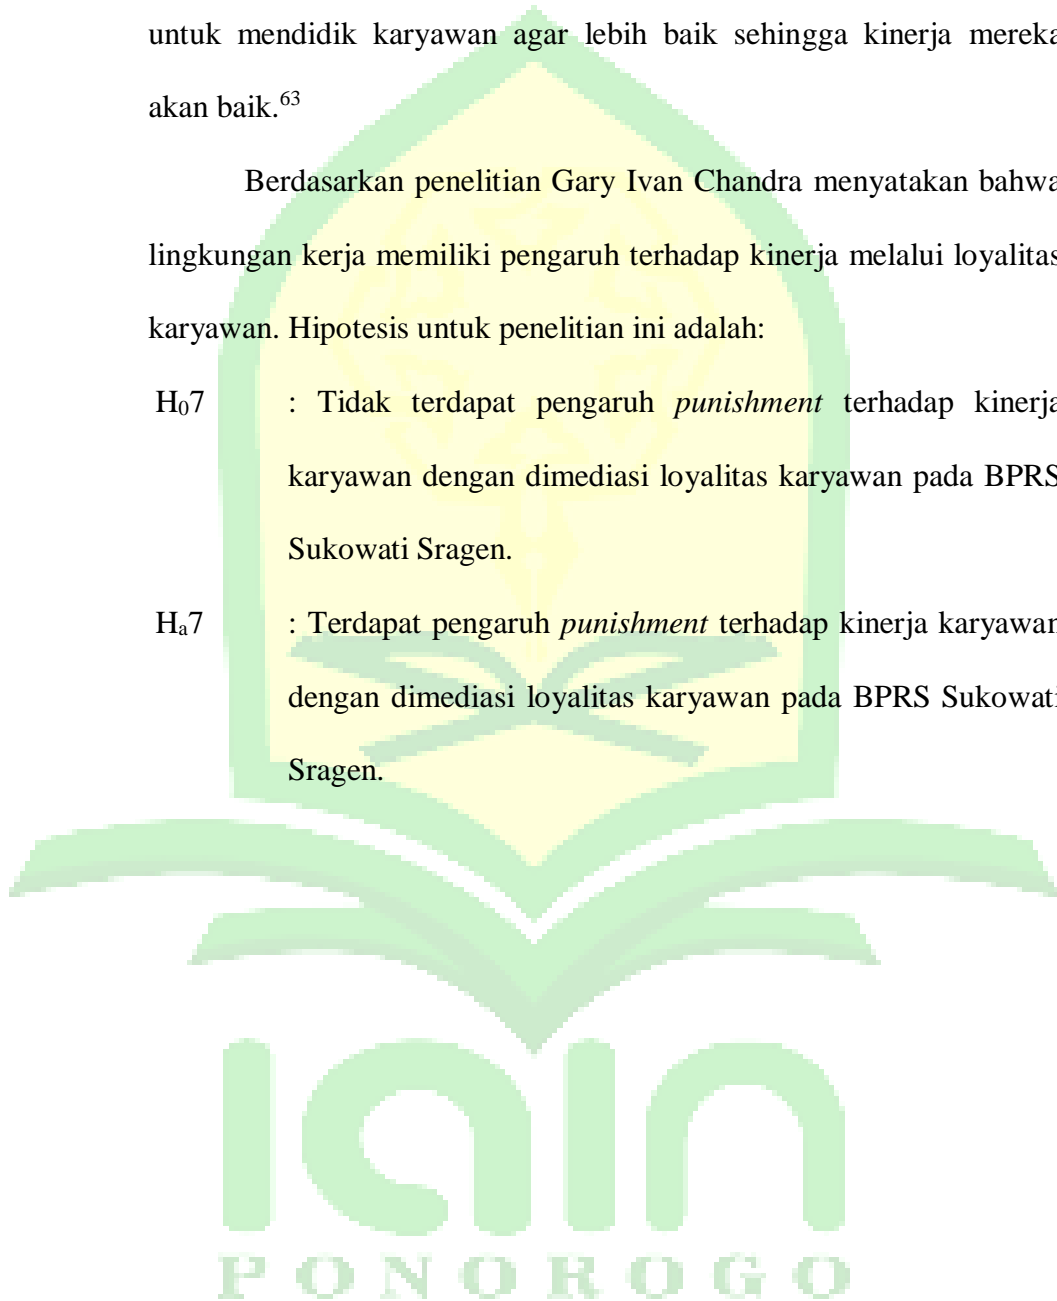 untuk mendidik karyawan agar lebih baik sehingga kinerja mereka
akan baik.63
Berdasarkan penelitian Gary Ivan Chandra menyatakan bahwa
lingkungan kerja memiliki pengaruh terhadap kinerja melalui loyalitas
karyawan. Hipotesis untuk penelitian ini adalah:
H07 : Tidak terdapat pengaruh punishment terhadap kinerja
karyawan dengan dimediasi loyalitas karyawan pada BPRS
Sukowati Sragen.
Ha7 : Terdapat pengaruh punishment terhadap kinerja karyawan
dengan dimediasi loyalitas karyawan pada BPRS Sukowati
Sragen.
iain
PONOROGO